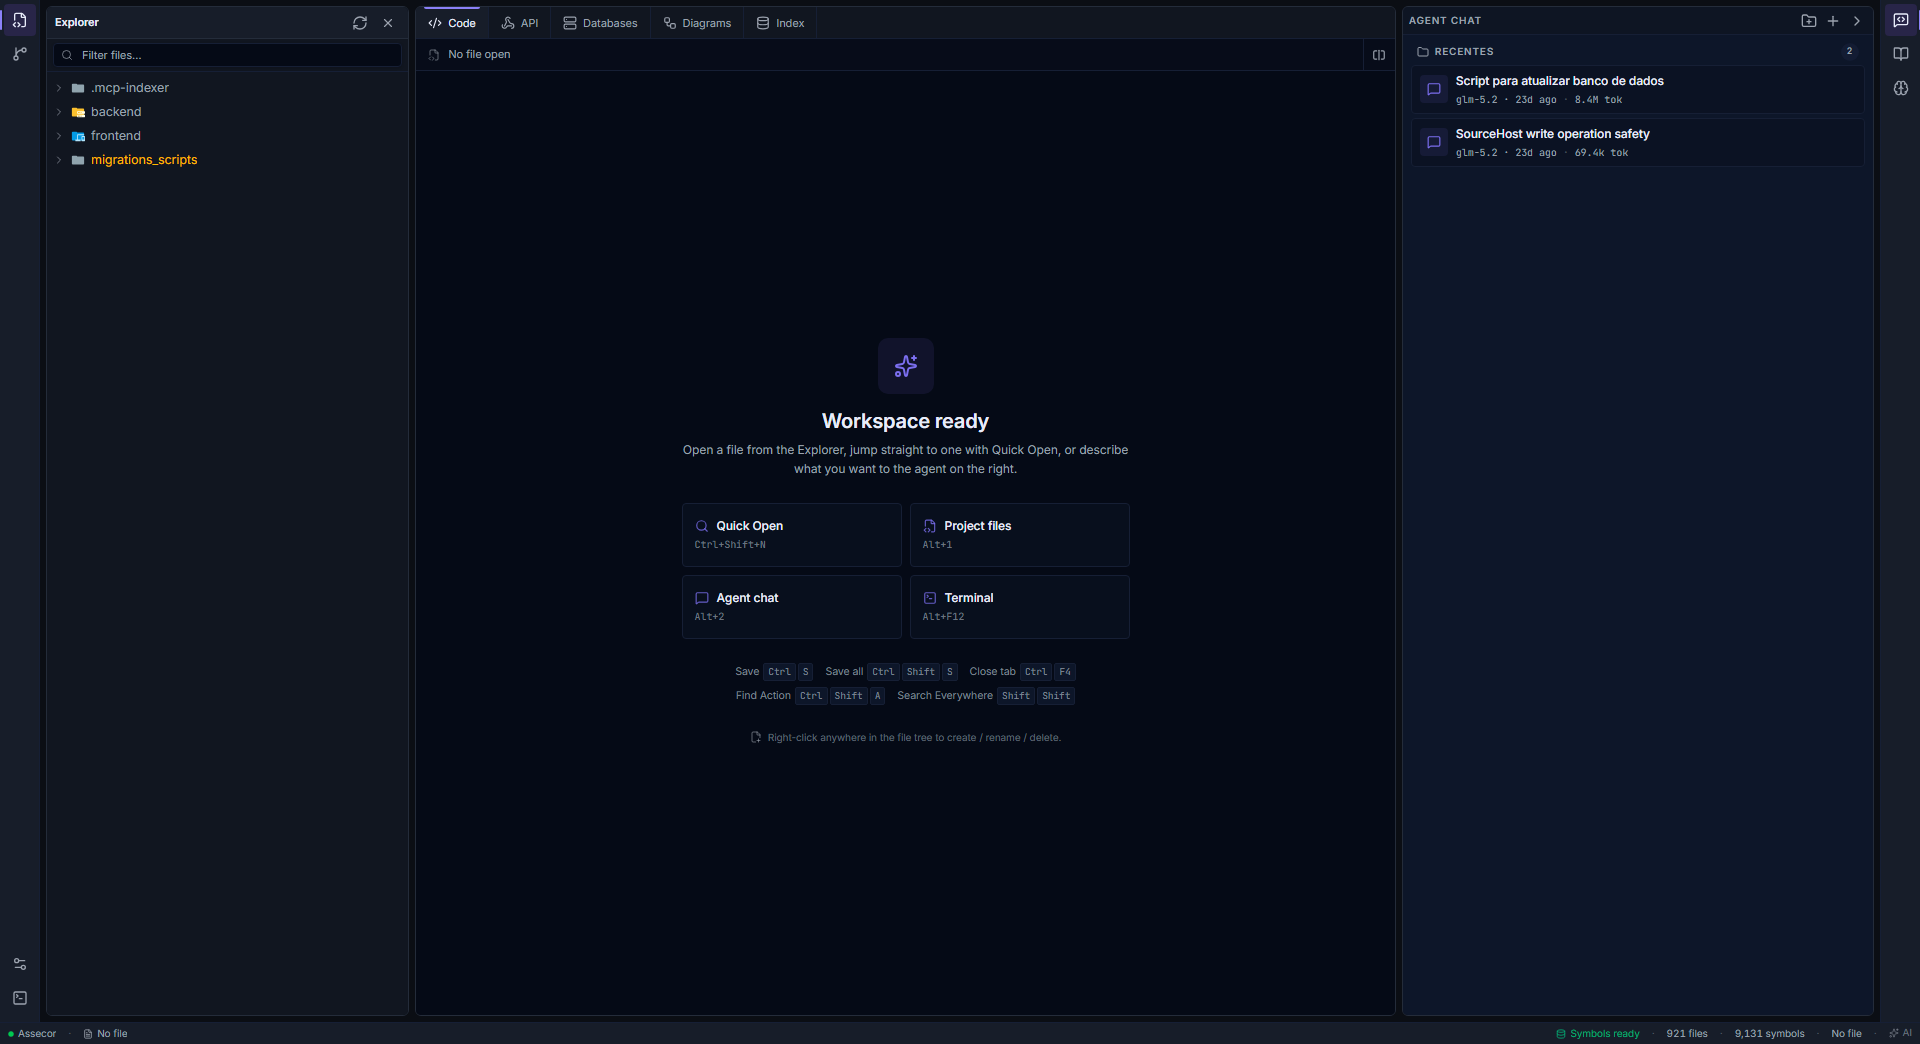 Explorer
Filter files...
.mcp-indexer
backend
frontend
migrations_scripts
Code
API
Databases
Diagrams
Index
No file open
Workspace ready
Open a file from the Explorer, jump straight to one with Quick Open, or describe
what you want to the agent on the right.
Quick Open
Ctrl+Shift+N
Project files
Alt+1
Agent chat
Alt+2
Terminal
Alt+F12
Save Ctrl S Save all Ctrl Shift S Close tab Ctrl F4
Find Action Ctrl Shift A Search Everywhere Shift Shift
Right-click anywhere in the file tree to create / rename / delete.
AGENT CHAT
RECENTES 2
Script para atualizar banco de dados
glm-5.2 · 23d ago · 8.4M tok
SourceHost write operation safety
glm-5.2 · 23d ago · 69.4k tok
Assecor · No file
Symbols ready · 921 files · 9,131 symbols · No file · AI